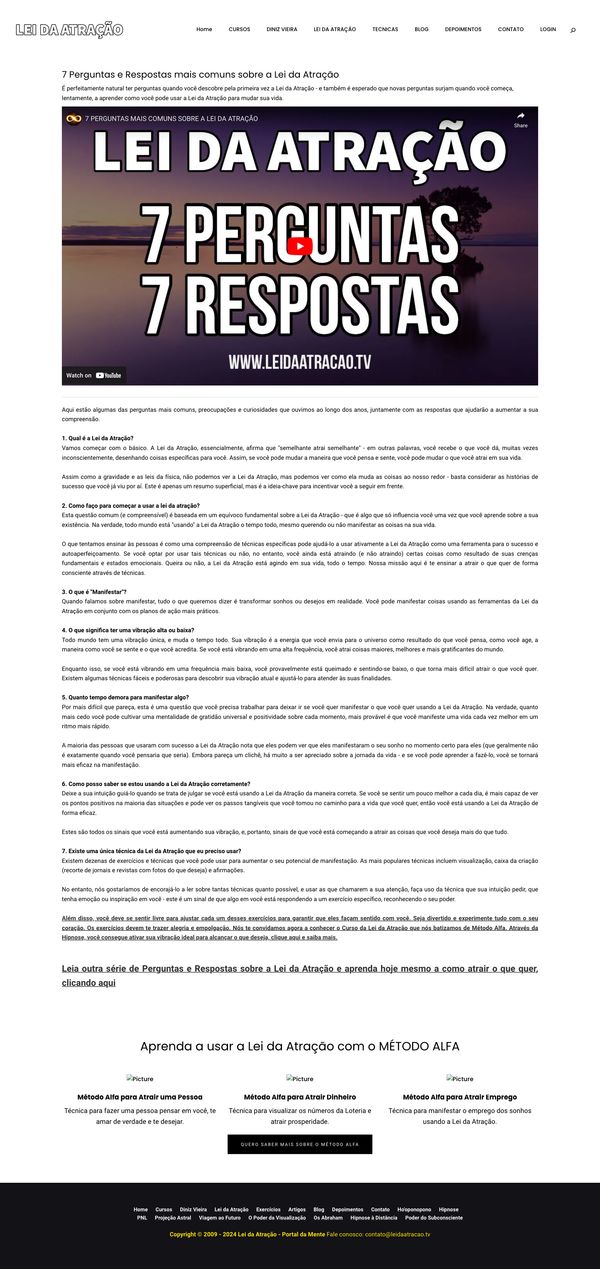 LEI DA ATRAÇÃO
Home CURSOS DINIZ VIEIRA LEI DA ATRAÇÃO TECNICAS BLOG DEPOIMENTOS CONTATO LOGIN
7 Perguntas e Respostas mais comuns sobre a Lei da Atração
É perfeitamente natural ter perguntas quando você descobre pela primeira vez a Lei da Atração - e também é esperado que novas perguntas surjam quando você começa,
lentamente, a aprender como você pode usar a Lei da Atração para mudar sua vida.
7 PERGUNTAS MAIS COMUNS SOBRE A LEI DA ATRAÇÃO
Share
LEI DA ATRAÇÃO
7 PERGUNTAS
7 RESPOSTAS
WWW.LEIDAATRACAO.TV
Watch on YouTube
Aqui estão algumas das perguntas mais comuns, preocupações e curiosidades que ouvimos ao longo dos anos, juntamente com as respostas que ajudarão a aumentar a sua
compreensão.
1. Qual é a Lei da Atração?
Vamos começar com o básico. A Lei da Atração, essencialmente, afirma que "semelhante atrai semelhante" - em outras palavras, você recebe o que você dá, muitas vezes
inconscientemente, desenhando coisas específicas para você. Assim, se você pode mudar a maneira que você pensa e sente, você pode mudar o que você atrai em sua vida.
Assim como a gravidade e as leis da física, não podemos ver a Lei da Atração, mas podemos ver como ela muda as coisas ao nosso redor - basta considerar as histórias de
sucesso que você já viu por aí. Este é apenas um resumo superficial, mas é a ideia-chave para incentivar você a seguir em frente.
2. Como faço para começar a usar a lei da atração?
Esta questão comum (e compreensível) é baseada em um equívoco fundamental sobre a Lei da Atração - que é algo que só influencia você uma vez que você aprende sobre a sua
existência. Na verdade, todo mundo está "usando" a Lei da Atração o tempo todo, mesmo querendo ou não manifestar as coisas na sua vida.
O que tentamos ensinar às pessoas é como uma compreensão de técnicas específicas pode ajudá-lo a usar ativamente a Lei da Atração como uma ferramenta para o sucesso e
autoaperfeiçoamento. Se você optar por usar tais técnicas ou não, no entanto, você ainda está atraindo (e não atraindo) certas coisas como resultado de suas crenças
fundamentais e estados emocionais. Queira ou não, a Lei da Atração está agindo em sua vida, todo o tempo. Nossa missão aqui é te ensinar a atrair o que quer de forma
consciente através de técnicas.
3. O que é "Manifestar"?
Quando falamos sobre manifestar, tudo o que queremos dizer é transformar sonhos ou desejos em realidade. Você pode manifestar coisas usando as ferramentas da Lei da
Atração em conjunto com os planos de ação mais práticos.
4. O que significa ter uma vibração alta ou baixa?
Todo mundo tem uma vibração única, e muda o tempo todo. Sua vibração é a energia que você envia para o universo como resultado do que você pensa, como você age, a
maneira como você se sente e o que você acredita. Se você está vibrando em uma alta frequência, você atrai coisas maiores, melhores e mais gratificantes do mundo.
Enquanto isso, se você está vibrando em uma frequência mais baixa, você provavelmente está queimado e sentindo-se baixo, o que torna mais difícil atrair o que você quer.
Existem algumas técnicas fáceis e poderosas para descobrir sua vibração atual e ajustá-lo para atender às suas finalidades.
5. Quanto tempo demora para manifestar algo?
Por mais difícil que pareça, esta é uma questão que você precisa trabalhar para deixar ir se você quer manifestar o que você quer usando a Lei da Atração. Na verdade, quanto
mais cedo você pode cultivar uma mentalidade de gratidão universal e positividade sobre cada momento, mais provável é que você manifeste uma vida cada vez melhor em um
ritmo mais rápido.
A maioria das pessoas que usaram com sucesso a Lei da Atração nota que eles podem ver que eles manifestaram o seu sonho no momento certo para eles (que geralmente não
é exatamente quando você pensaria que seria). Embora pareça um clichê, há muito a ser apreciado sobre a jornada da vida - e se você pode aprender a fazê-lo, você se tornará
mais eficaz na manifestação.
6. Como posso saber se estou usando a Lei da Atração corretamente?
Deixe a sua intuição guiá-lo quando se trata de julgar se você está usando a Lei da Atração da maneira correta. Se você se sentir um pouco melhor a cada dia, é mais capaz de ver
os pontos positivos na maioria das situações e pode ver os passos tangíveis que você tomou no caminho para a vida que você quer, então você está usando a Lei da Atração de
forma eficaz.
Estes são todos os sinais que você está aumentando sua vibração, e, portanto, sinais de que você está começando a atrair as coisas que você deseja mais do que tudo.
7. Existe uma única técnica da Lei da Atração que eu preciso usar?
Existem dezenas de exercícios e técnicas que você pode usar para aumentar o seu potencial de manifestação. As mais populares técnicas incluem visualização, caixa da criação
(recorte de jornais e revistas com fotos do que deseja) e afirmações.
No entanto, nós gostaríamos de encorajá-lo a ler sobre tantas técnicas quanto possível, e usar as que chamarem a sua atenção, faça uso da técnica que sua intuição pedir, que
tenha emoção ou inspiração em você - este é um sinal de que algo em você está respondendo a um exercício específico, reconhecendo o seu poder.
Além disso, você deve se sentir livre para ajustar cada um desses exercícios para garantir que eles façam sentido com você. Seja divertido e experimente tudo com o seu
coração. Os exercícios devem te trazer alegria e empolgação. Nós te convidamos agora a conhecer o Curso da Lei da Atração que nós batizamos de Método Alfa. Através da
Hipnose, você consegue ativar sua vibração ideal para alcançar o que deseja, clique aqui e saiba mais.
Leia outra série de Perguntas e Respostas sobre a Lei da Atração e aprenda hoje mesmo a como atrair o que quer,
clicando aqui
Aprenda a usar a Lei da Atração com o MÉTODO ALFA
Picture Picture Picture
Método Alfa para Atrair uma Pessoa Método Alfa para Atrair Dinheiro Método Alfa para Atrair Emprego
Técnica para fazer uma pessoa pensar em você, te Técnica para visualizar os números da Loteria e Técnica para manifestar o emprego dos sonhos
amar de verdade e te desejar. atrair prosperidade. usando a Lei da Atração.
QUERO SABER MAIS SOBRE O MÉTODO ALFA
Home Cursos Diniz Vieira Lei da Atração Exercícios Artigos Blog Depoimentos Contato Ho'oponopono Hipnose
PNL Projeção Astral Viagem ao Futuro O Poder da Visualização Os Abraham Hipnose à Distância Poder do Subconsciente
Copyright © 2009 - 2024 Lei da Atração - Portal da Mente Fale conosco: contato@leidaatracao.tv